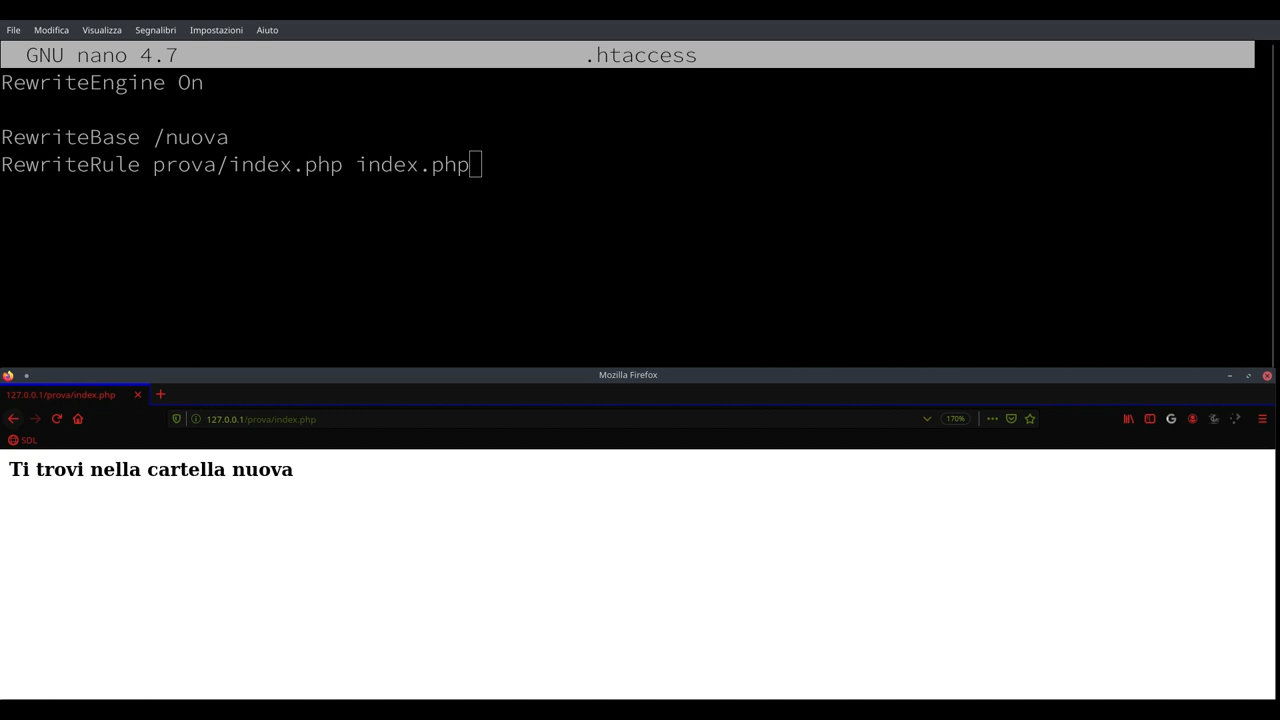 File Modifica Visualizza Segnalibri Impostazioni Aiuto
GNU nano 4.7 .htaccess
RewriteEngine On
RewriteBase /nuova
RewriteRule prova/index.php index.php
Mozilla Firefox
127.0.0.1/prova/index.php
127.0.0.1/prova/index.php 170%
SDL
Ti trovi nella cartella nuova